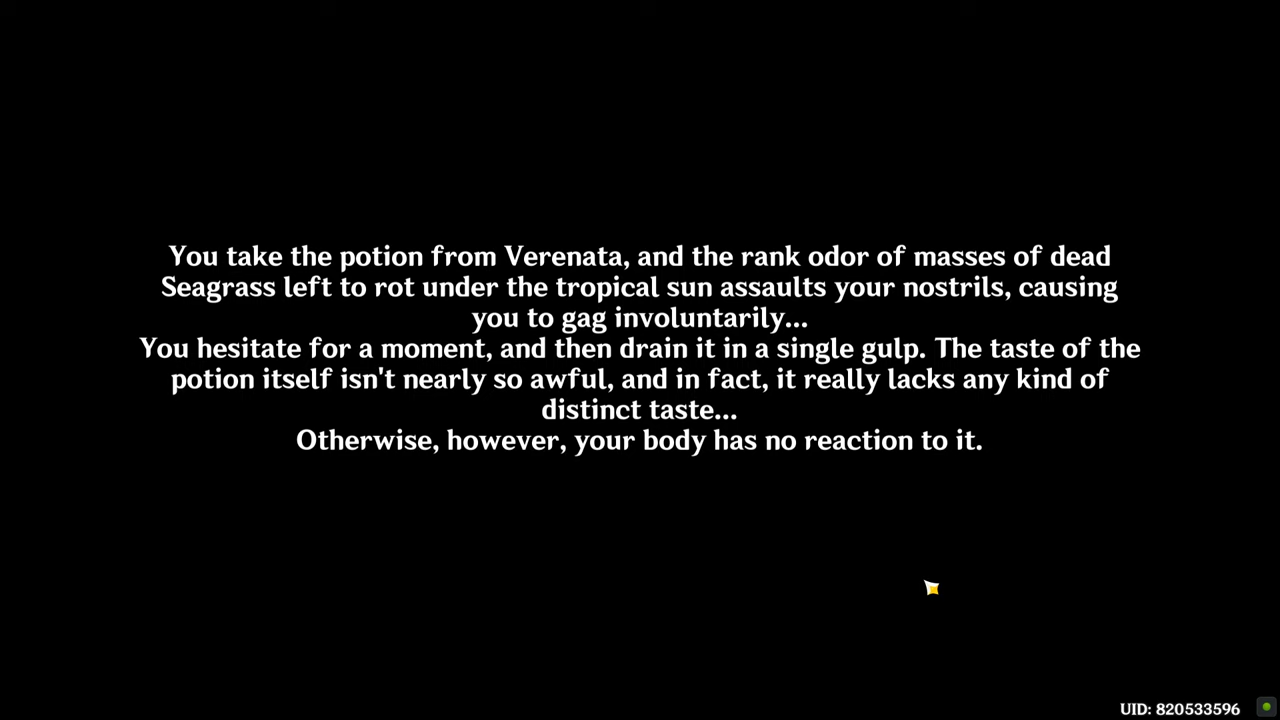 You take the potion from Verenata, and the rank odor of masses of dead
Seagrass left to rot under the tropical sun assaults your nostrils, causing
you to gag involuntarily...
You hesitate for a moment, and then drain it in a single gulp. The taste of the
potion itself isn't nearly so awful, and in fact, it really lacks any kind of
distinct taste...
Otherwise, however, your body has no reaction to it.
UID: 820533596